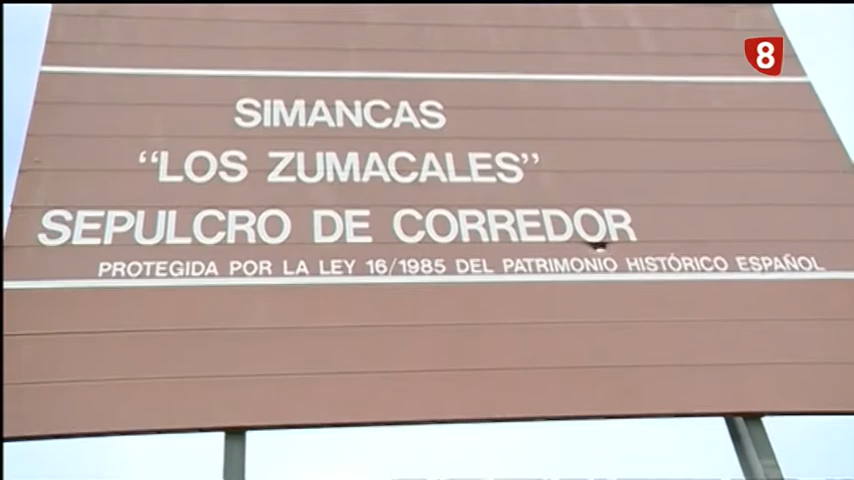 8
SIMANCAS
“LOS ZUMACALES”
SEPULCRO DE CORREDOR
PROTEGIDA POR LA LEY 16/1985 DEL PATRIMONIO HISTÓRICO ESPAÑOL